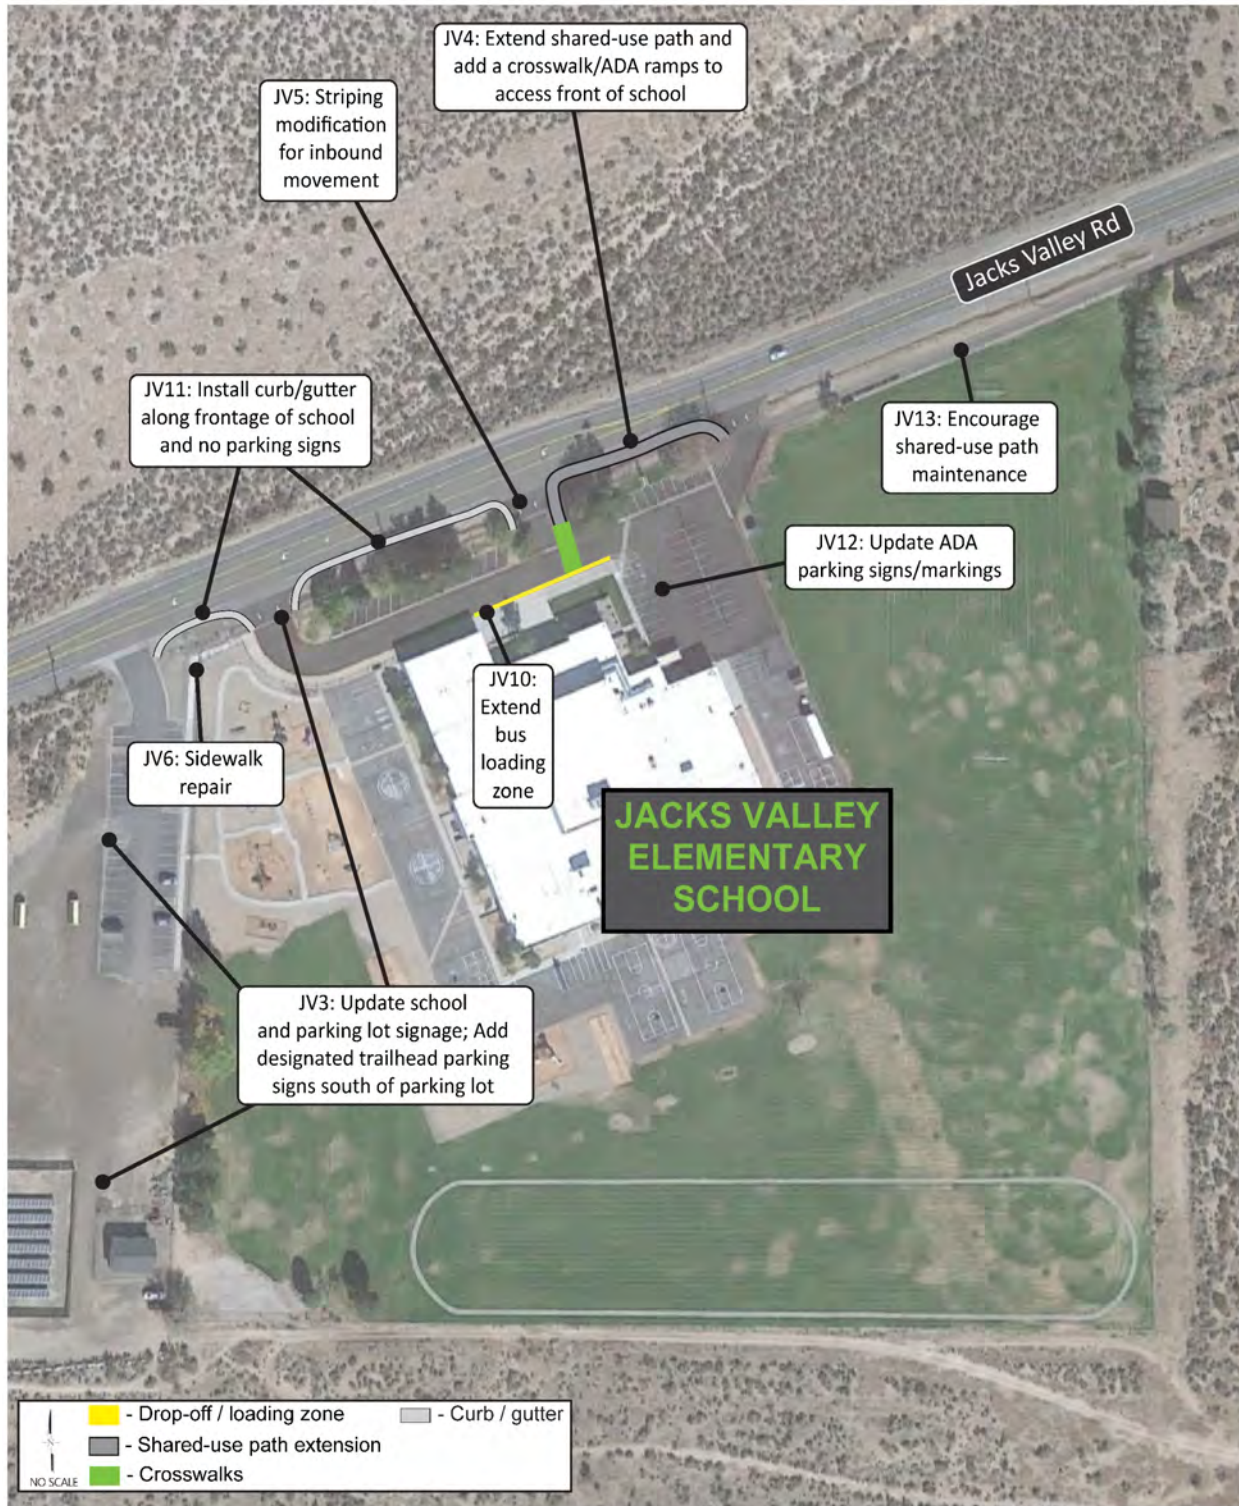 JV4: Extend shared-use path and
add a crosswalk/ADA ramps to
access front of school
JV5: Striping
modification
for inbound
movement
Jacks Valley Rd
JV11: Install curb/gutter
along frontage of school
and no parking signs
JV13: Encourage
shared-use path
maintenance
JV12: Update ADA
parking signs/markings
JV10:
Extend
bus
loading
zone
JV6: Sidewalk
repair
JACKS VALLEY
ELEMENTARY
SCHOOL
JV3: Update school
and parking lot signage; Add
designated trailhead parking
signs south of parking lot
N
NO SCALE
- Drop-off / loading zone
- Curb / gutter
- Shared-use path extension
- Crosswalks